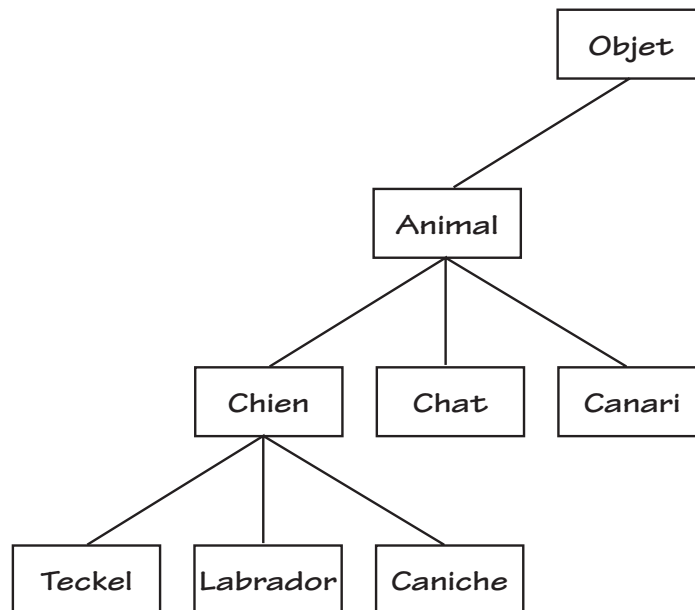 Objet
Animal
Chien
Chat
Canari
Teckel
Labrador
Caniche